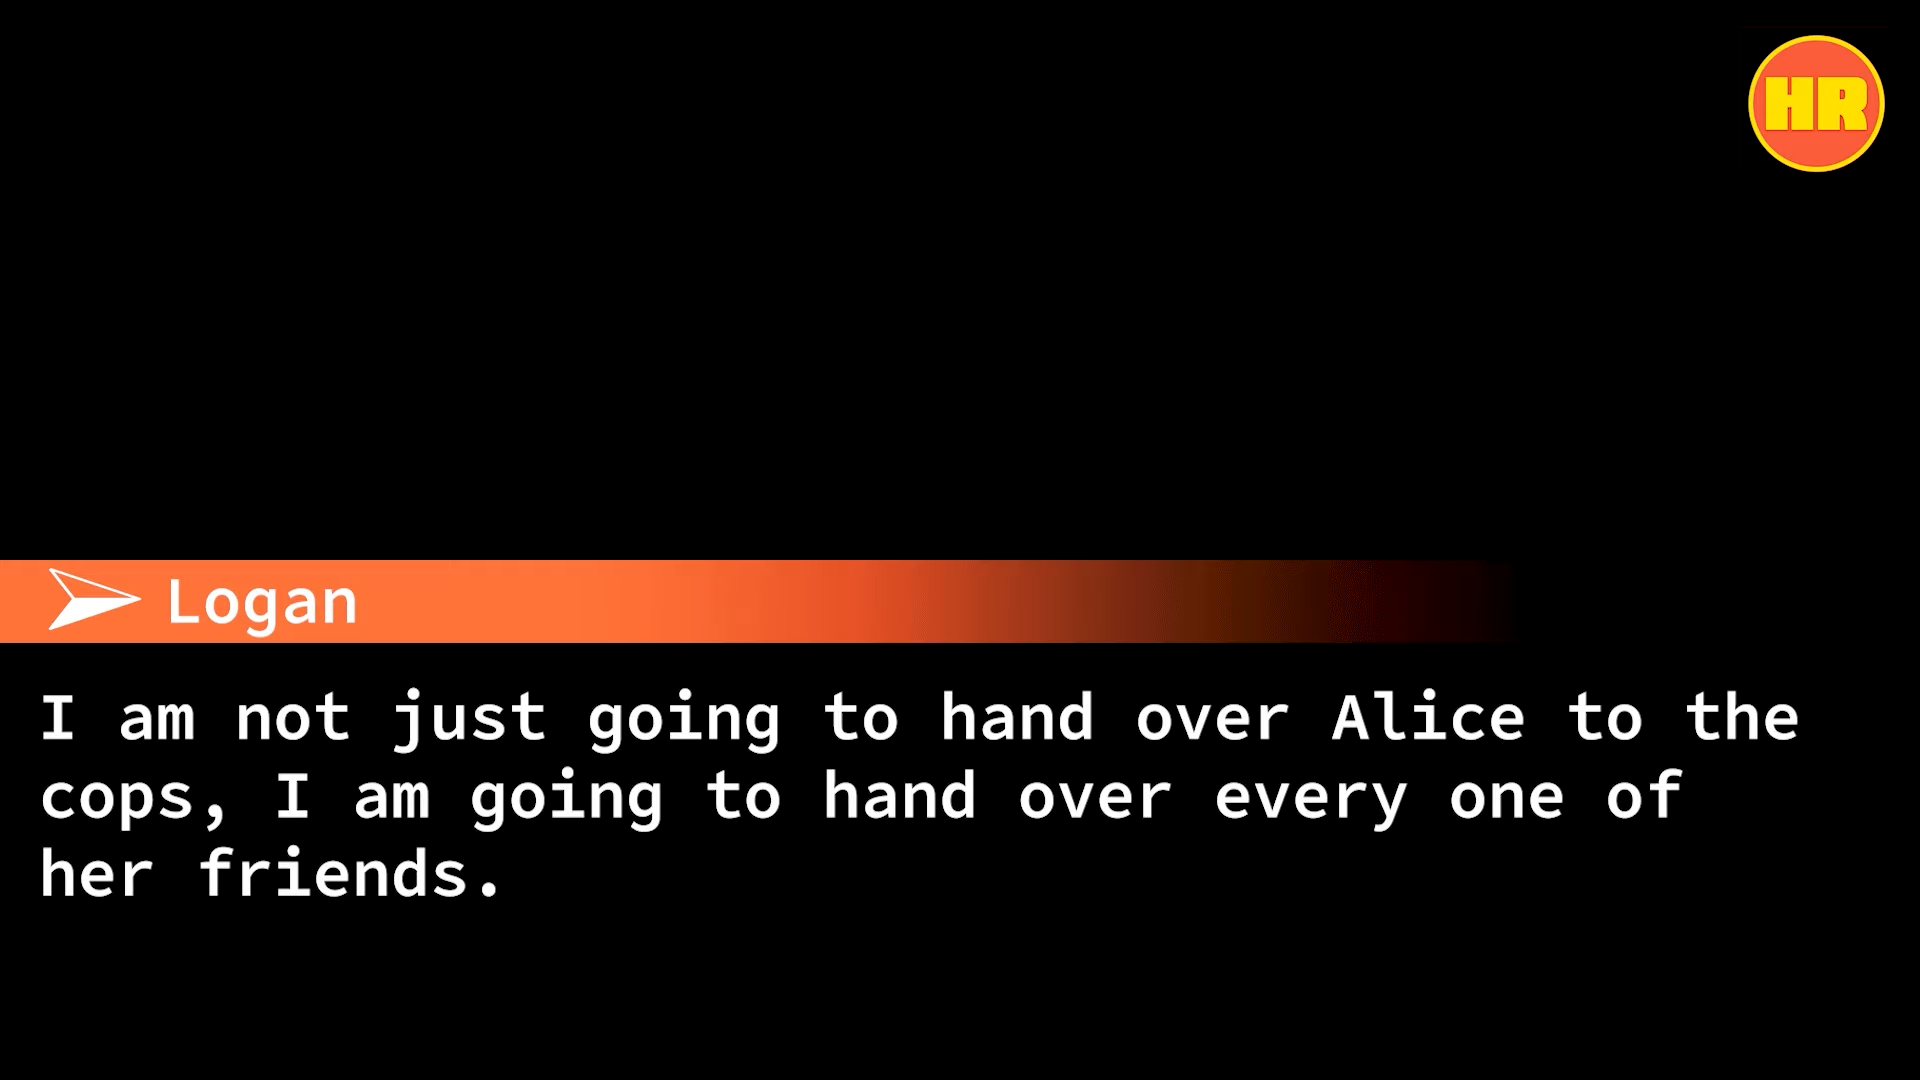 HR
Logan
I am not just going to hand over Alice to the
cops, I am going to hand over every one of
her friends.